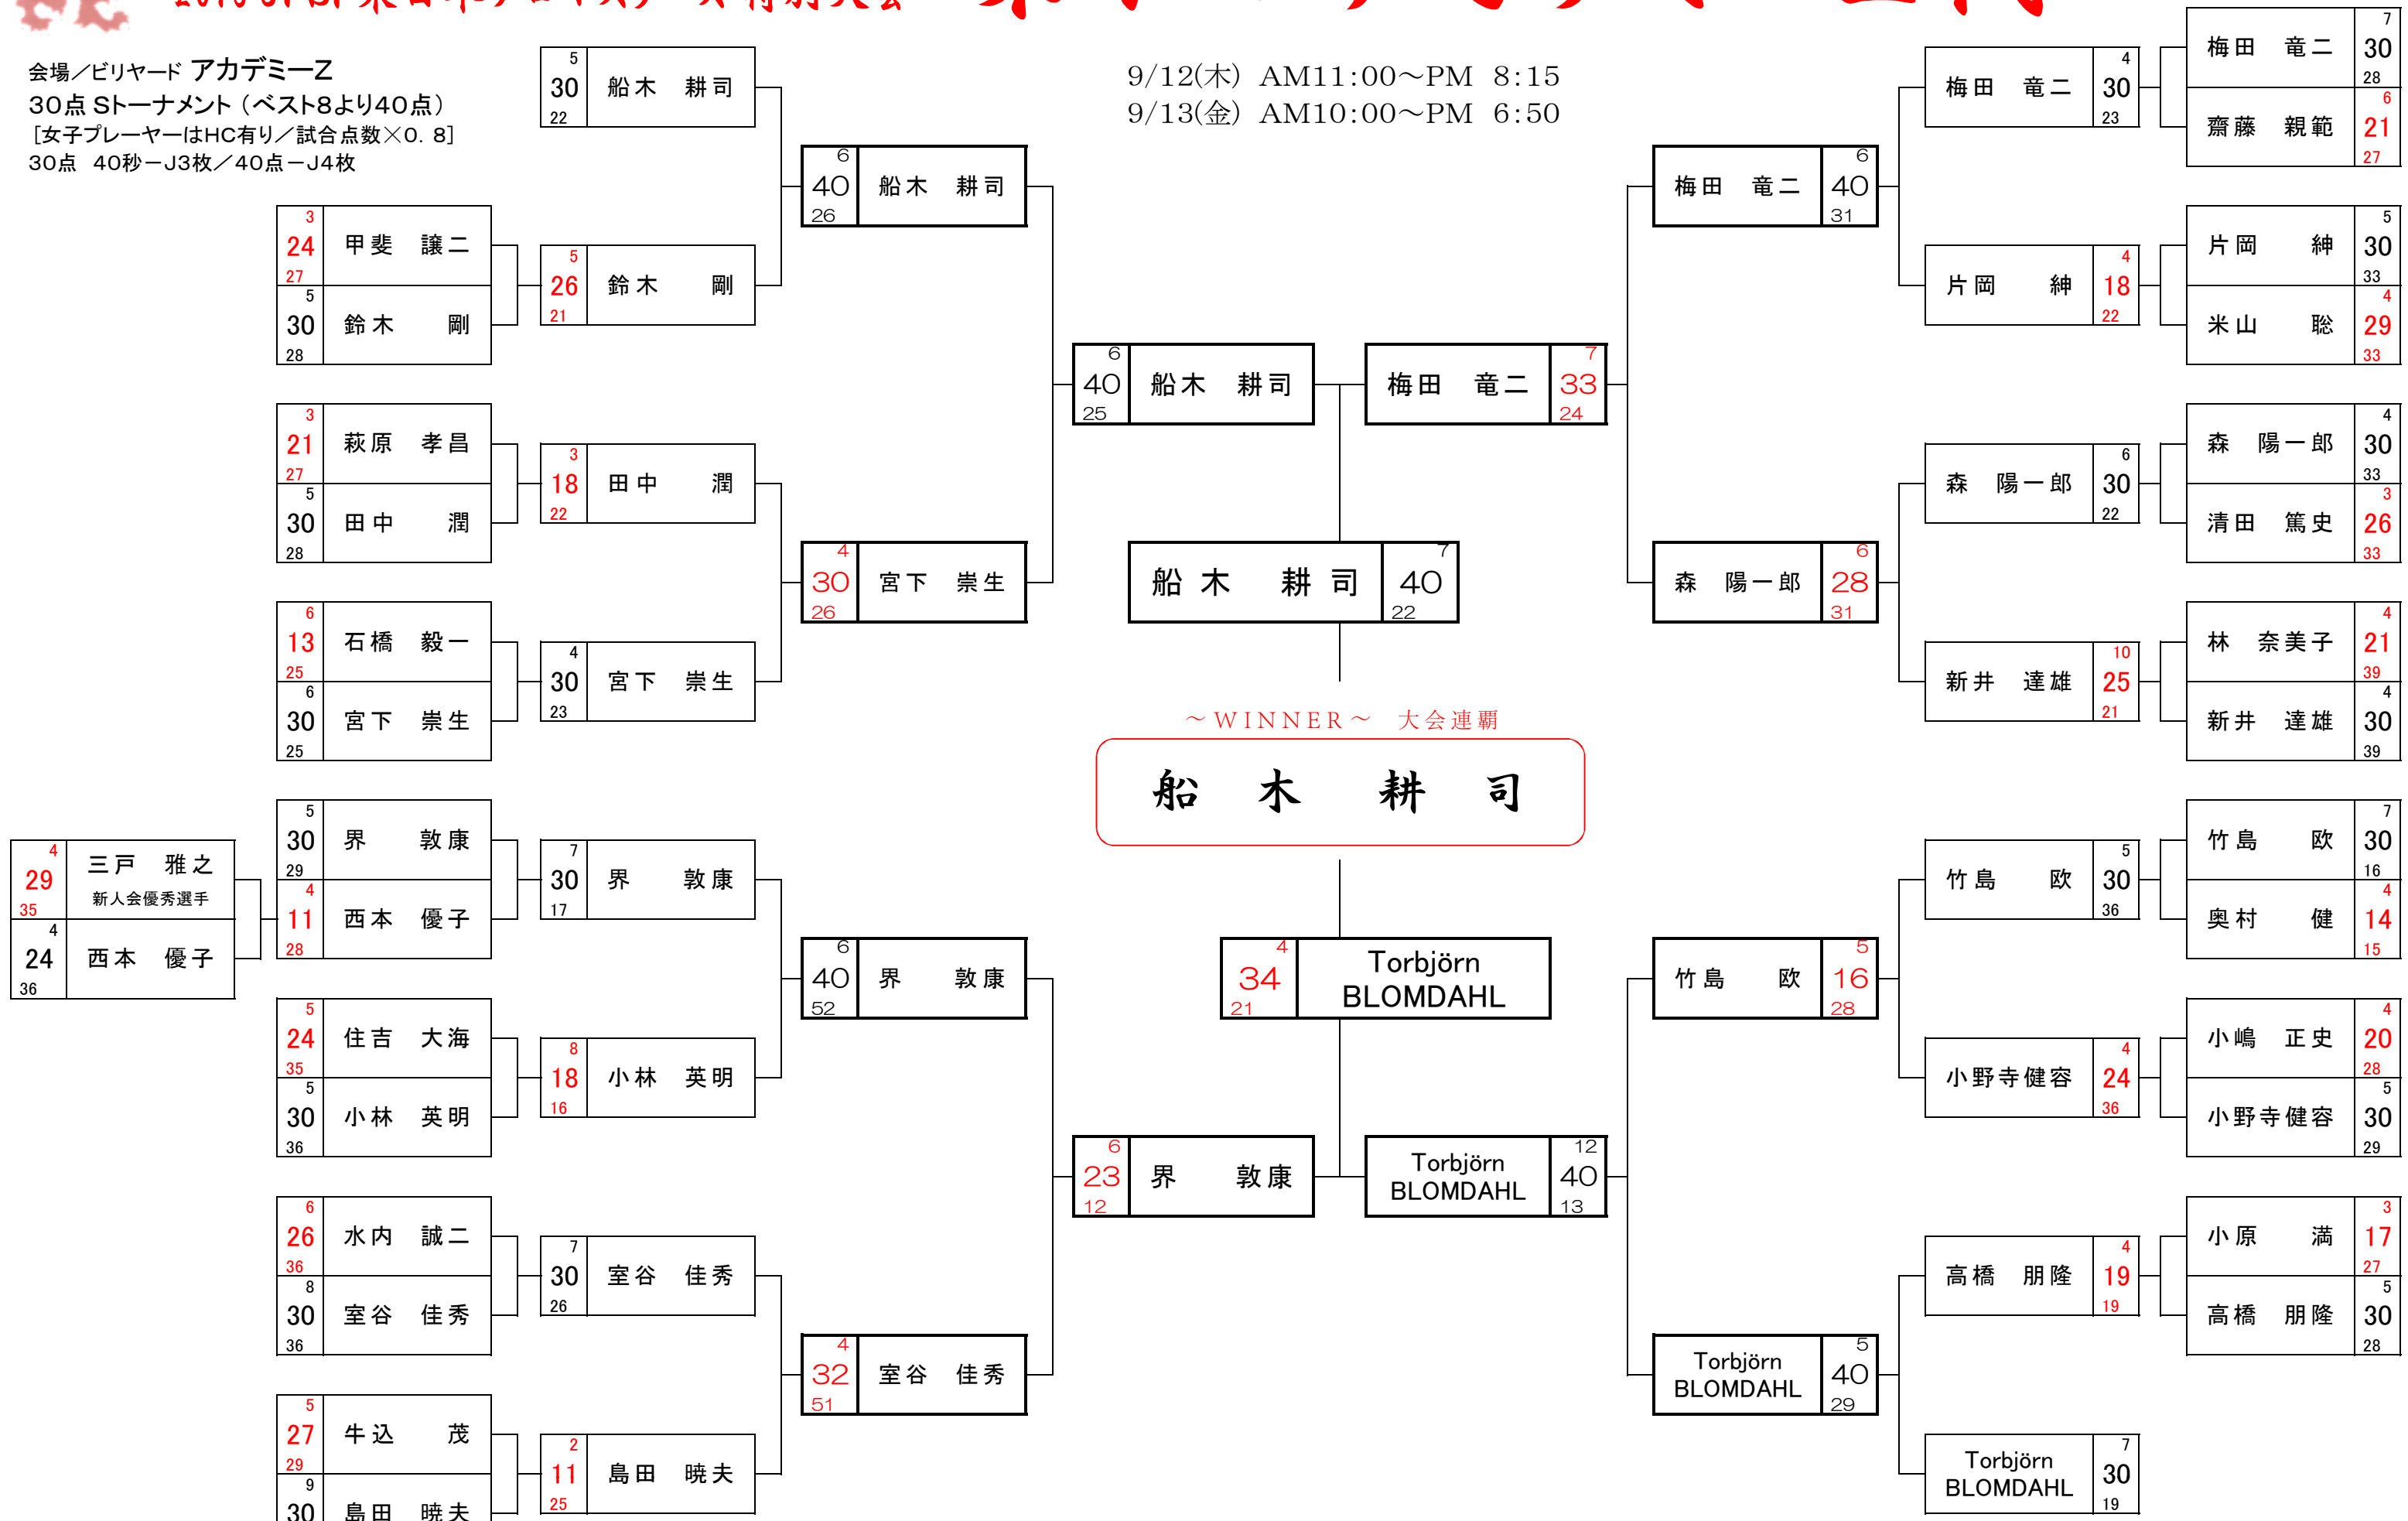 会場／ビリヤード アカデミーZ
30点 Sトーナメント（ベスト8より40点）
［女子プレーヤーはHC有り／試合点数×0．8］
30点　40秒－J3枚／40点－J4枚
9/12(木)　AM11:00～PM　8:15
9/13(金)　AM10:00～PM　6:50
4 29 35 三戸　雅之
新人会優秀選手
4 24 36 西本　優子
3 24 27 甲斐　譲二
5 30 28 鈴木　剛
3 21 27 萩原　孝昌
5 30 28 田中　潤
6 13 25 石橋　毅一
6 30 25 宮下　崇生
5 30 29 界　敦康
4 11 28 西本　優子
5 24 35 住吉　大海
5 30 36 小林　英明
6 26 36 水内　誠二
8 30 36 室谷　佳秀
5 27 29 牛込　茂
9 30 島田　暁夫
5 30 22 船木　耕司
5 26 21 鈴木　剛
3 18 22 田中　潤
4 30 23 宮下　崇生
7 30 17 界　敦康
8 18 16 小林　英明
7 30 26 室谷　佳秀
2 11 25 島田　暁夫
6 40 26 船木　耕司
4 30 26 宮下　崇生
6 40 52 界　敦康
4 32 51 室谷　佳秀
6 40 25 船木　耕司
梅田　竜二 7 33 24
船木　耕司 7 40 22
～WINNER～　大会連覇
船木耕司
4 34 21 Torbjörn
BLOMDAHL
6 23 12 界　敦康
Torbjörn
BLOMDAHL 12 40 13
梅田　竜二 6 40 31
森　陽一郎 6 28 31
竹島　欧 5 16 28
Torbjörn
BLOMDAHL 5 40 29
梅田　竜二 4 30 23
片岡　紳 4 18 22
森　陽一郎 6 30 22
新井　達雄 10 25 21
竹島　欧 5 30 36
小野寺健容 4 24 36
高橋　朋隆 4 19 19
Torbjörn
BLOMDAHL 7 30 19
梅田　竜二 7 30 28
齋藤　親範 6 21 27
片岡　紳 5 30 33
米山　聡 4 29 33
森　陽一郎 4 30 33
清田　篤史 3 26 33
林　奈美子 4 21 39
新井　達雄 4 30 39
竹島　欧 7 30 16
奥村　健 4 14 15
小嶋　正史 4 20 28
小野寺健容 5 30 29
小原　満 3 17 27
高橋　朋隆 5 30 28